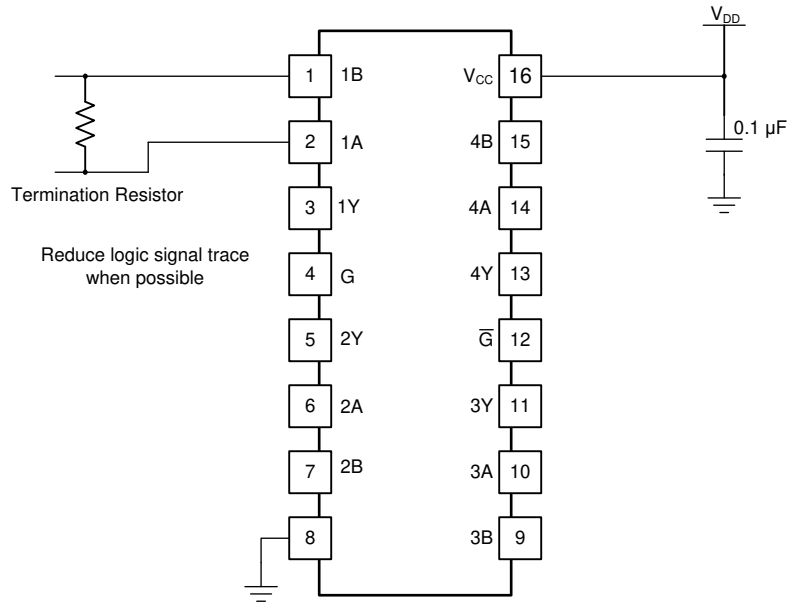 V_DD
1 1B V_CC 16
0.1 µF
2 1A 4B 15
Termination Resistor
3 1Y 4A 14
Reduce logic signal trace
when possible
4 G 4Y 13
5 2Y G̅ 12
6 2A 3Y 11
7 2B 3A 10
8 3B 9